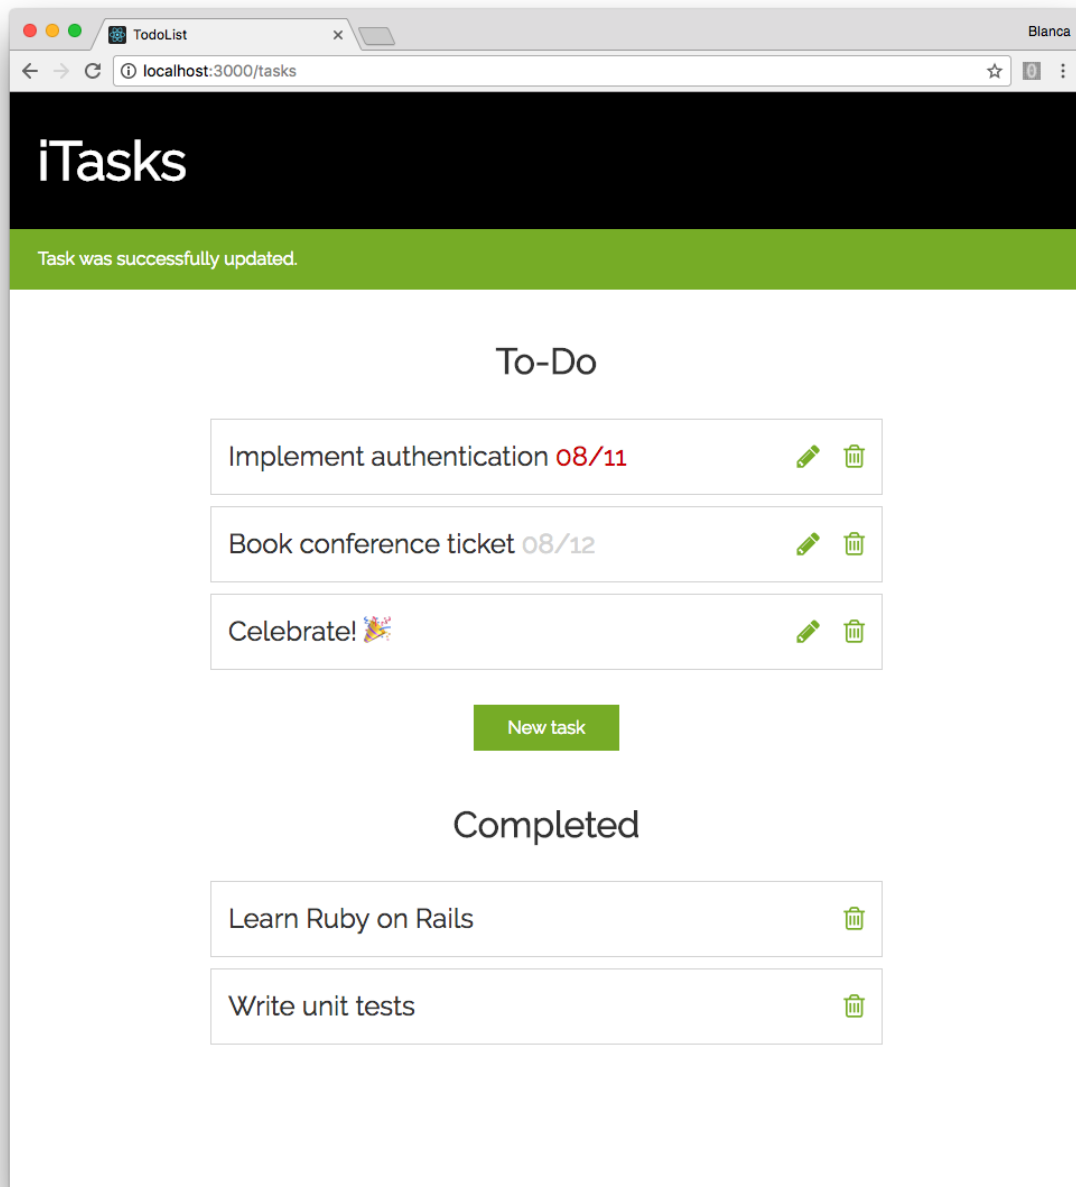 TodoList
Blanca
localhost:3000/tasks
iTasks
Task was successfully updated.
To-Do
Implement authentication 08/11
Book conference ticket 08/12
Celebrate! 🎉
New task
Completed
Learn Ruby on Rails
Write unit tests